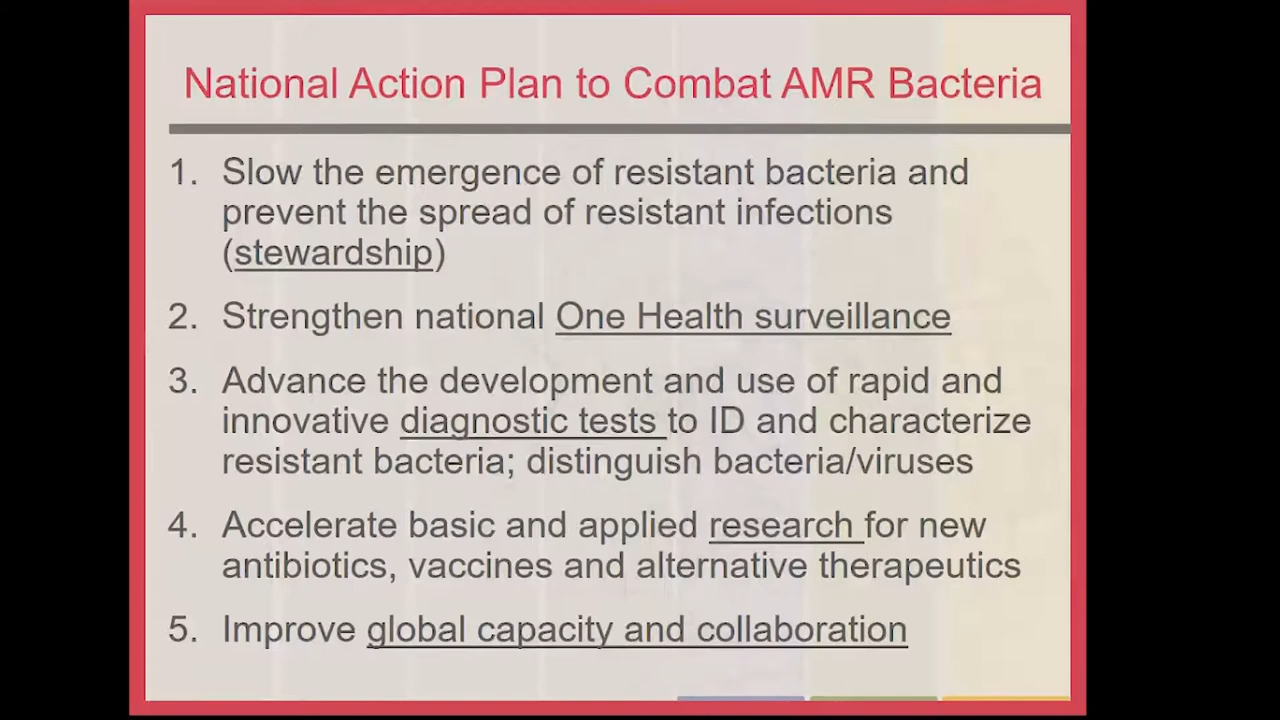 National Action Plan to Combat AMR Bacteria
1. Slow the emergence of resistant bacteria and
prevent the spread of resistant infections
(stewardship)
2. Strengthen national One Health surveillance
3. Advance the development and use of rapid and
innovative diagnostic tests to ID and characterize
resistant bacteria; distinguish bacteria/viruses
4. Accelerate basic and applied research for new
antibiotics, vaccines and alternative therapeutics
5. Improve global capacity and collaboration